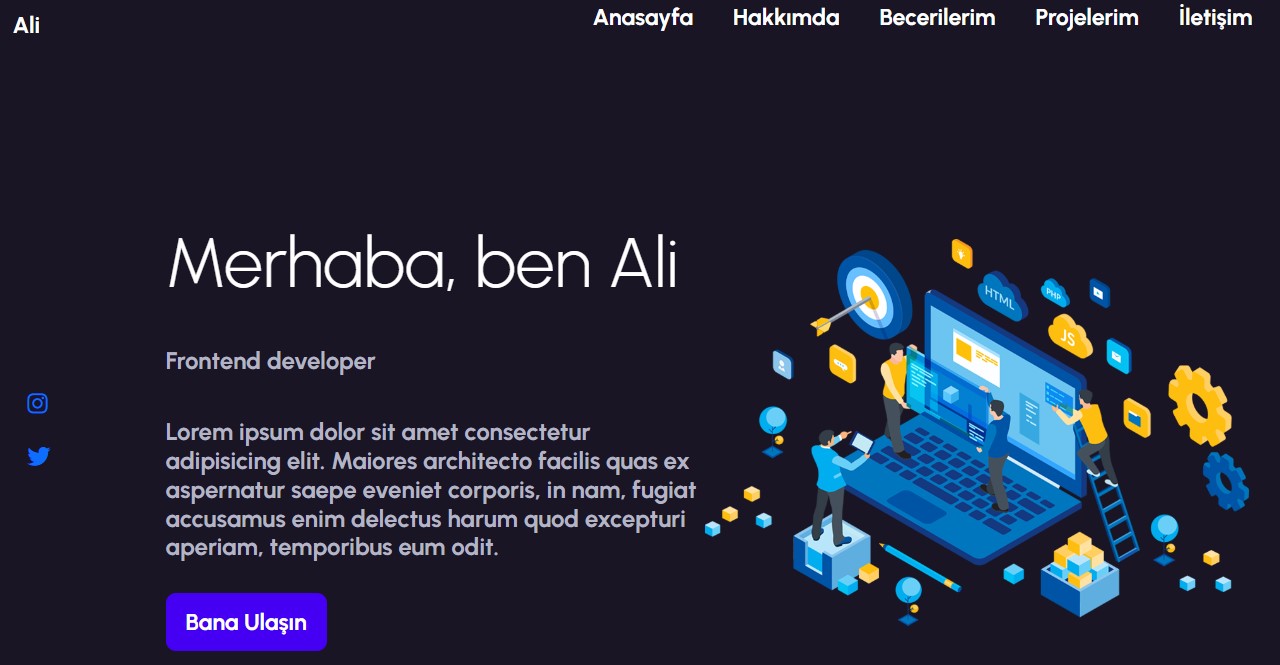 Ali
Anasayfa Hakkımda Becerilerim Projelerim İletişim
Merhaba, ben Ali
Frontend developer
Lorem ipsum dolor sit amet consectetur
adipisicing elit. Maiores architecto facilis quas ex
aspernatur saepe eveniet corporis, in nam, fugiat
accusamus enim delectus harum quod excepturi
aperiam, temporibus eum odit.
Bana Ulaşın
HTML
PHP
JS